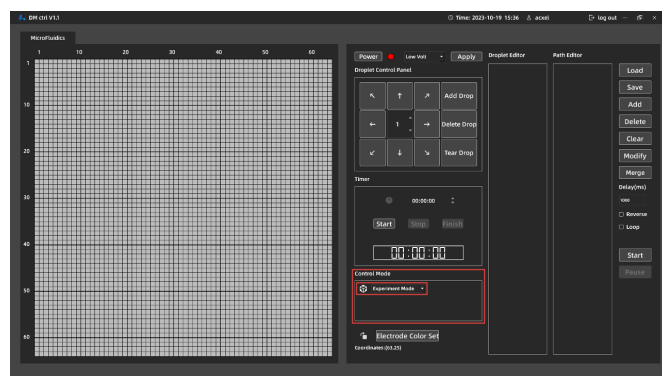 DM ctrl V1.1
Time: 2023-10-19 15:36 acxel log out
MicroFluidics
1 10 20 30 40 50 60
1
10
20
30
40
50
60
Power Low Volt Apply
Droplet Control Panel
Add Drop
1 Delete Drop
Tear Drop
Timer
00:00:00
Start Stop Finish
00:00:00
Control Mode
Experiment Mode
Electrode Color Set
Coordinates:(63,25)
Droplet Editor
Path Editor
Load
Save
Add
Delete
Clear
Modify
Merge
Delay(ms)
1000
Reverse
Loop
Start
Pause